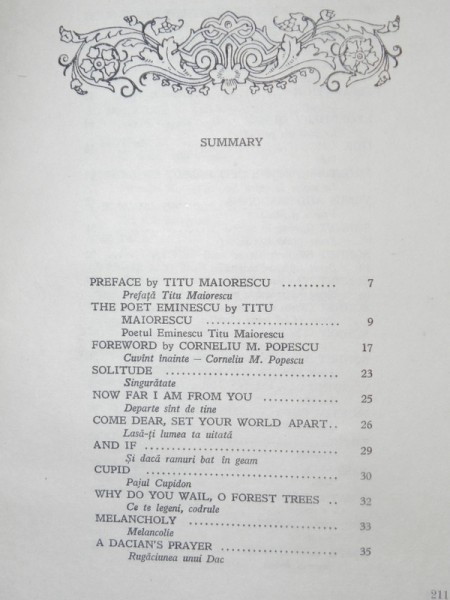 SUMMARY
PREFACE by TITU MAIORESCU .......... 7
Prefaţă Titu Maiorescu
THE POET EMINESCU by TITU
MAIORESCU ..................... 9
Poetul Eminescu Titu Maiorescu
FOREWORD by CORNELIU M. POPESCU 17
Cuvînt înainte — Corneliu M. Popescu
SOLITUDE ........................ 23
Singurătate
NOW FAR I AM FROM YOU .......... 25
Departe sînt de tine
COME DEAR, SET YOUR WORLD APART.. 26
Lasă-ţi lumea ta uitată
AND IF .......................... 29
Şi dacă ramuri bat în geam
CUPID .......................... 30
Pajul Cupidon
WHY DO YOU WAIL, O FOREST TREES .. 32
Ce te legeni, codrule
MELANCHOLY ...................... 33
Melancolie
A DACIAN'S PRAYER ................ 35
Rugăciunea unui Dac
211